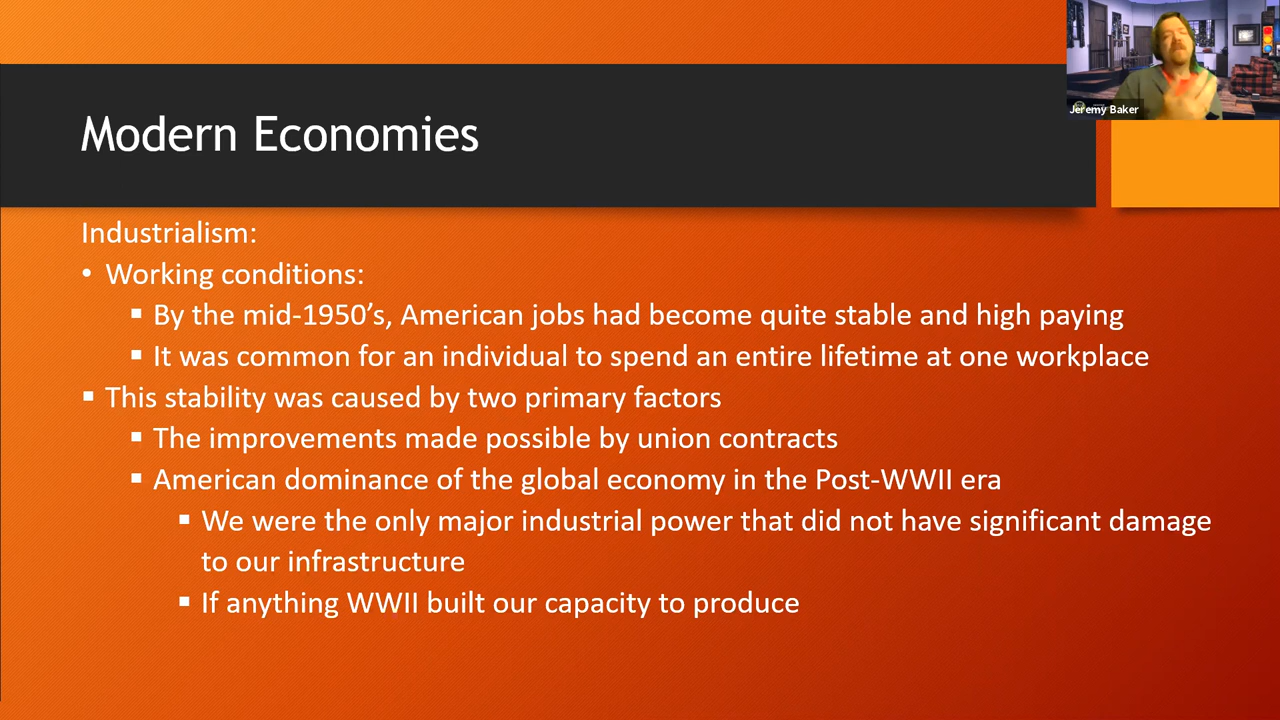 Jeremy Baker
Modern Economies
Industrialism:
• Working conditions:
▪ By the mid-1950’s, American jobs had become quite stable and high paying
▪ It was common for an individual to spend an entire lifetime at one workplace
▪ This stability was caused by two primary factors
▪ The improvements made possible by union contracts
▪ American dominance of the global economy in the Post-WWII era
▪ We were the only major industrial power that did not have significant damage
to our infrastructure
▪ If anything WWII built our capacity to produce